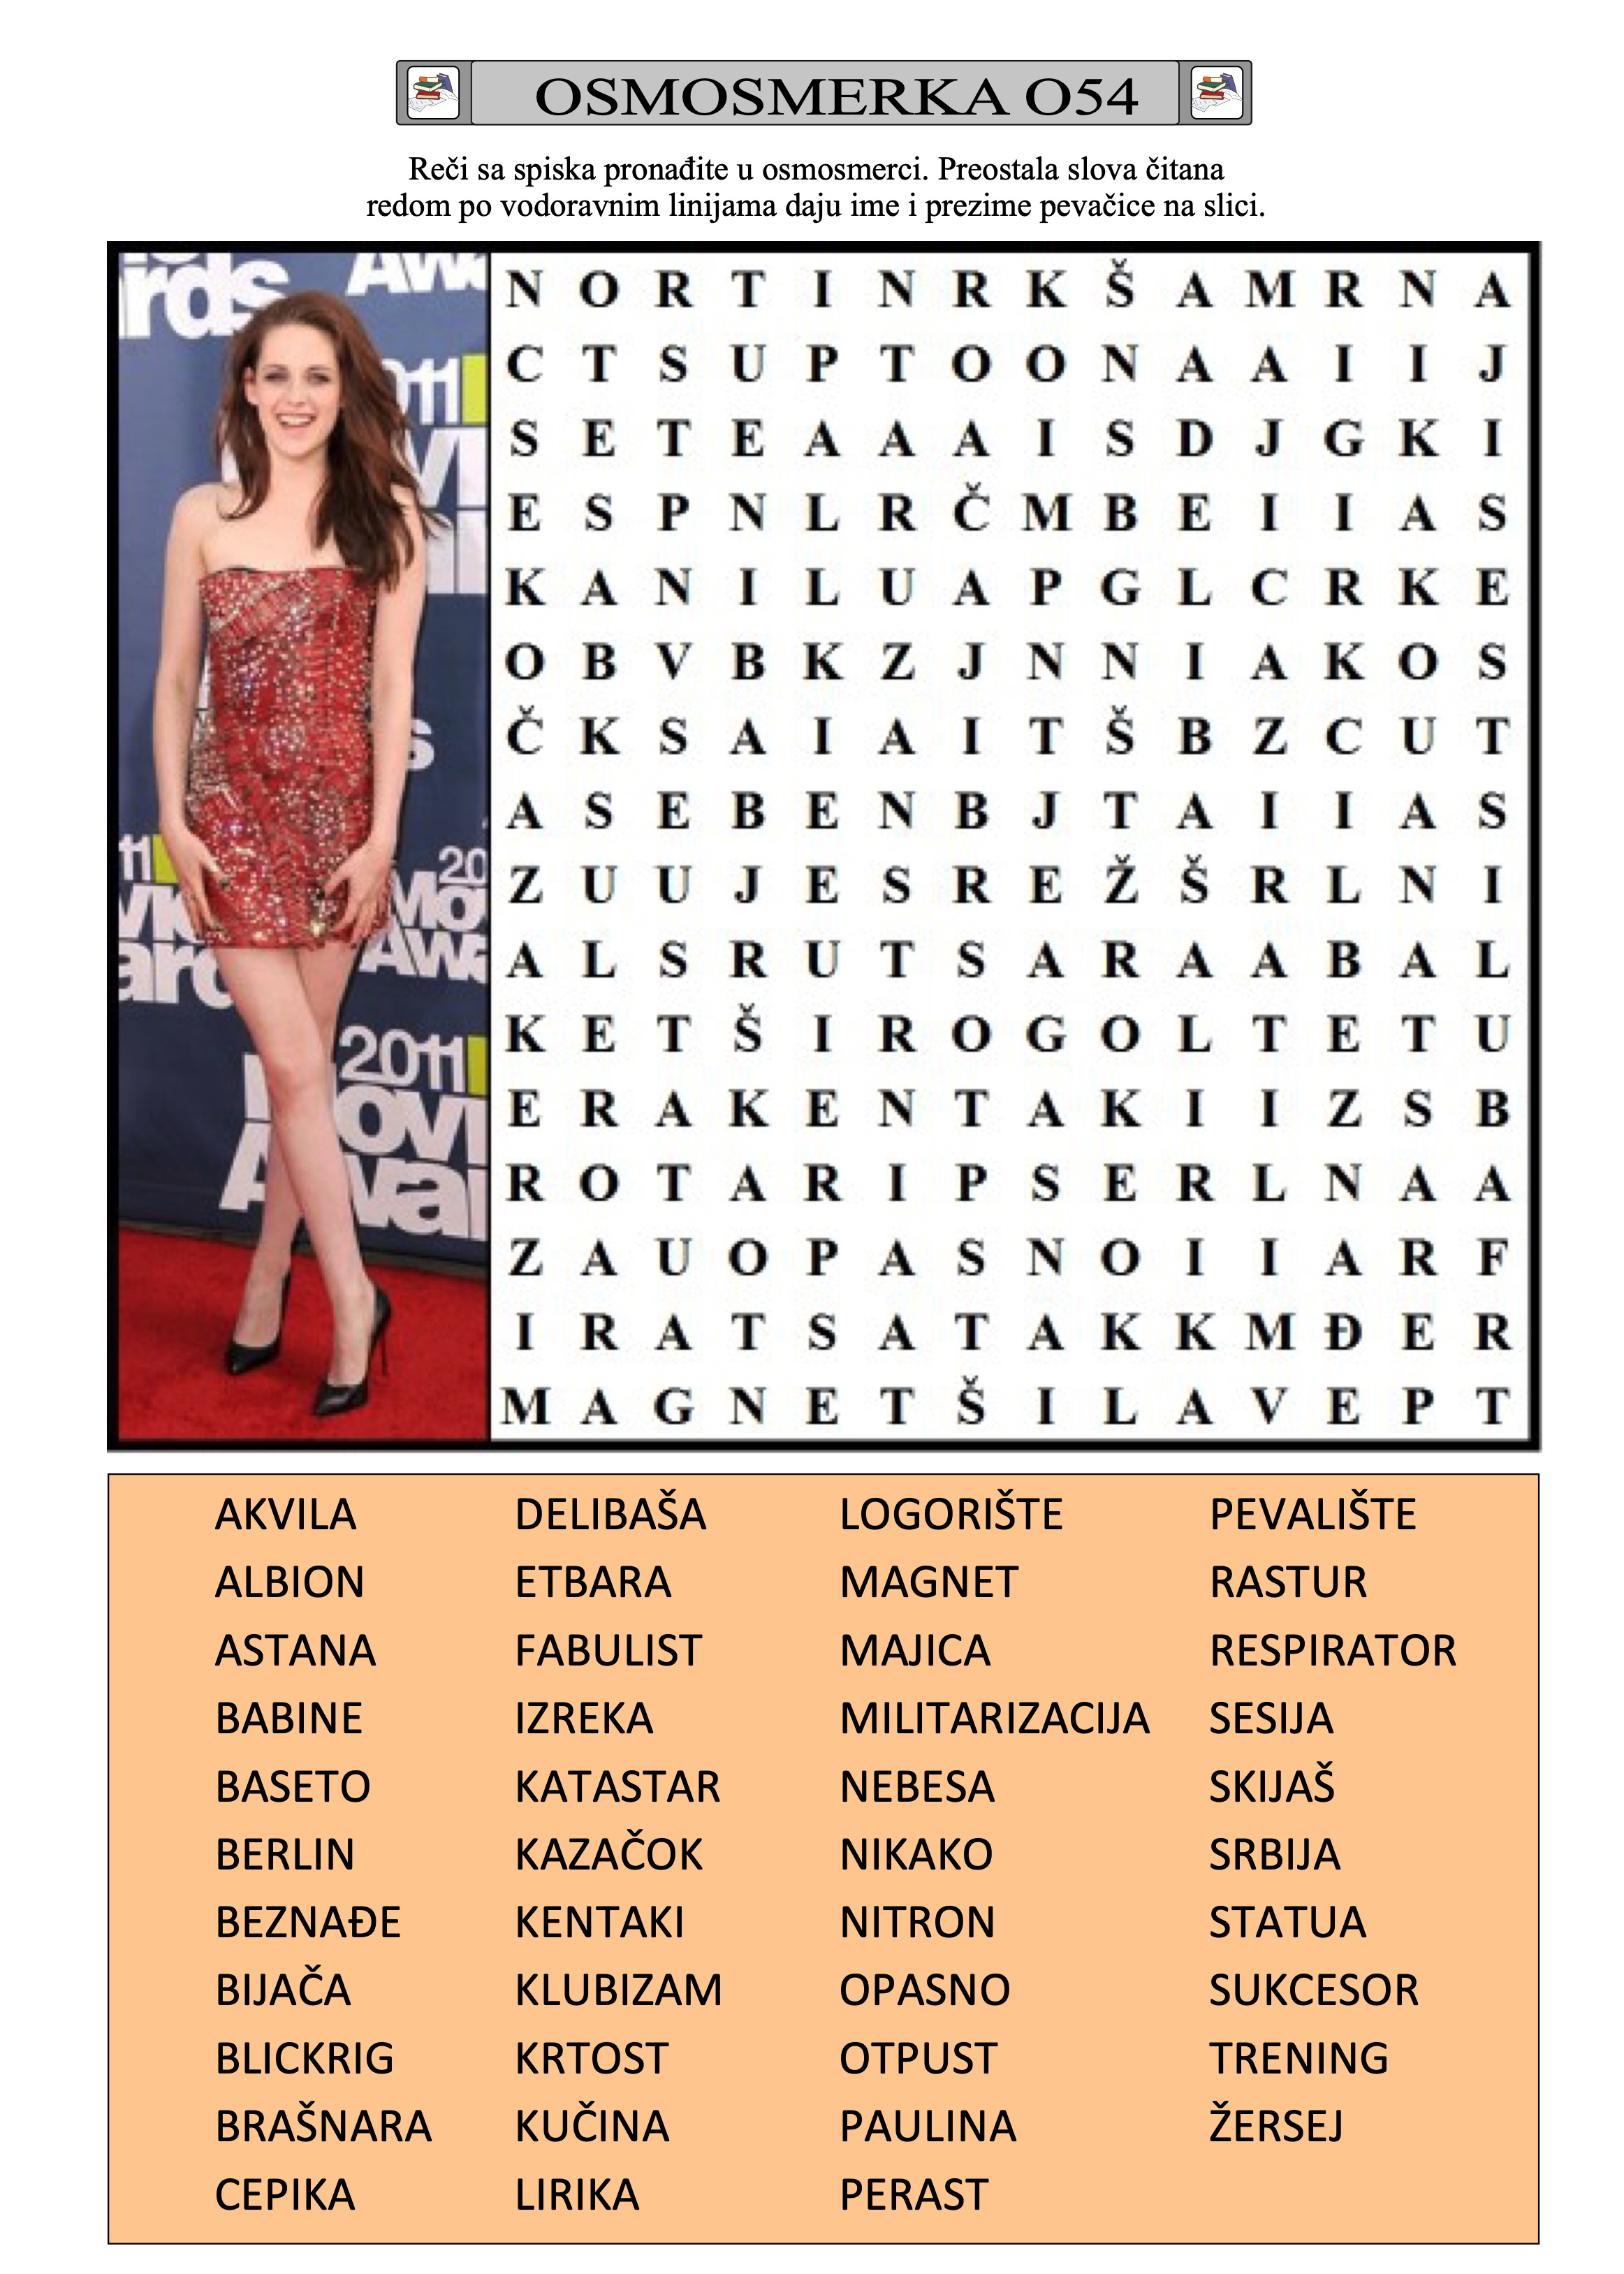 OSMOSMERKA O54
Reči sa spiska pronađite u osmosmerci. Preostala slova čitana
redom po vodoravnim linijama daju ime i prezime pevačice na slici.
N O R T I N R K Š A M R N A
C T S U P T O O N A A I I J
S E T E A A A I S D J G K I
E S P N L R Č M B E I I A S
K A N I L U A P G L C R K E
O B V B K Z J N N I A K O S
Č K S A I A I T Š B Z C U T
A S E B E N B J T A I I A S
Z U U J E S R E Ž Š R L N I
A L S R U T S A R A A B A L
K E T Š I R O G O L T E T U
E R A K E N T A K I I Z S B
R O T A R I P S E R L N A A
Z A U O P A S N O I I A R F
I R A T S A T A K K M Đ E R
M A G N E T Š I L A V E P T
AKVILA DELIBAŠA LOGORIŠTE PEVALIŠTE
ALBION ETBARA MAGNET RASTUR
ASTANA FABULIST MAJICA RESPIRATOR
BABINE IZREKA MILITARIZACIJA SESIJA
BASETO KATASTAR NEBESA SKIJAŠ
BERLIN KAZAČOK NIKAKO SRBIJA
BEZNAĐE KENTAKI NITRON STATUA
BIJAČA KLUBIZAM OPASNO SUKCESOR
BLICKRIG KRTOST OTPUST TRENING
BRAŠNARA KUČINA PAULINA ŽERSEJ
CEPIKA LIRIKA PERAST